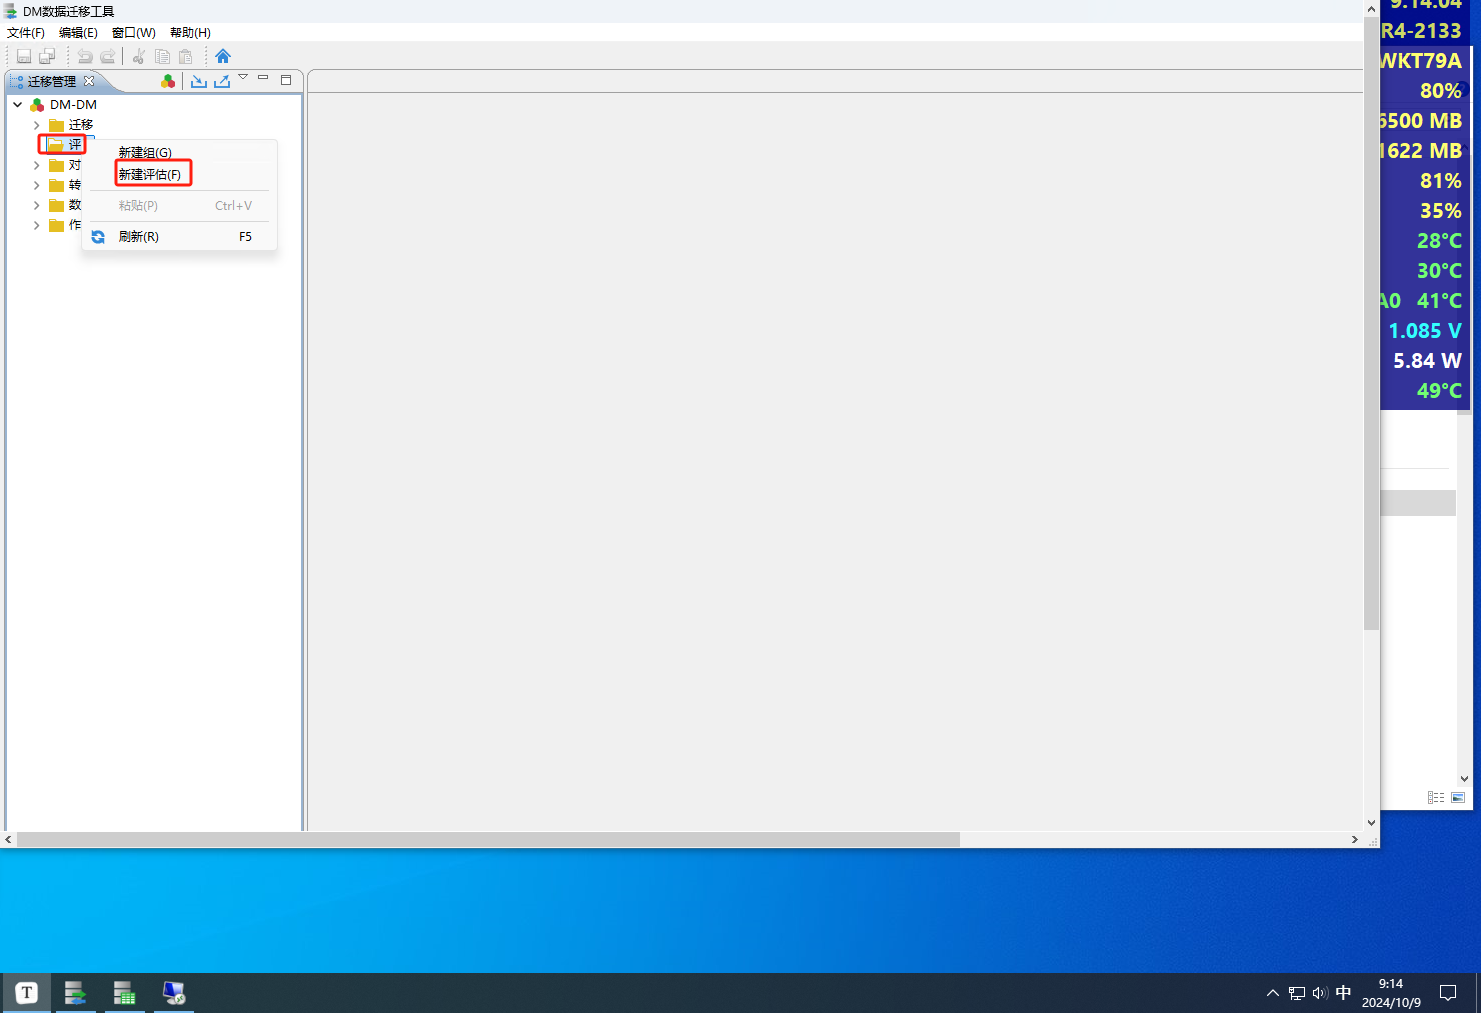 DM数据迁移工具
文件(F) 编辑(E) 窗口(W) 帮助(H)
迁移管理
DM-DM
迁移
评
对
转
数
作
新建组(G)
新建评估(F)
粘贴(P) Ctrl+V
刷新(R) F5
9:14:04
R4-2133
WKT79A
80%
6500 MB
1622 MB
81%
35%
28°C
30°C
A0 41°C
1.085 V
5.84 W
49°C
T
中
9:14
2024/10/9